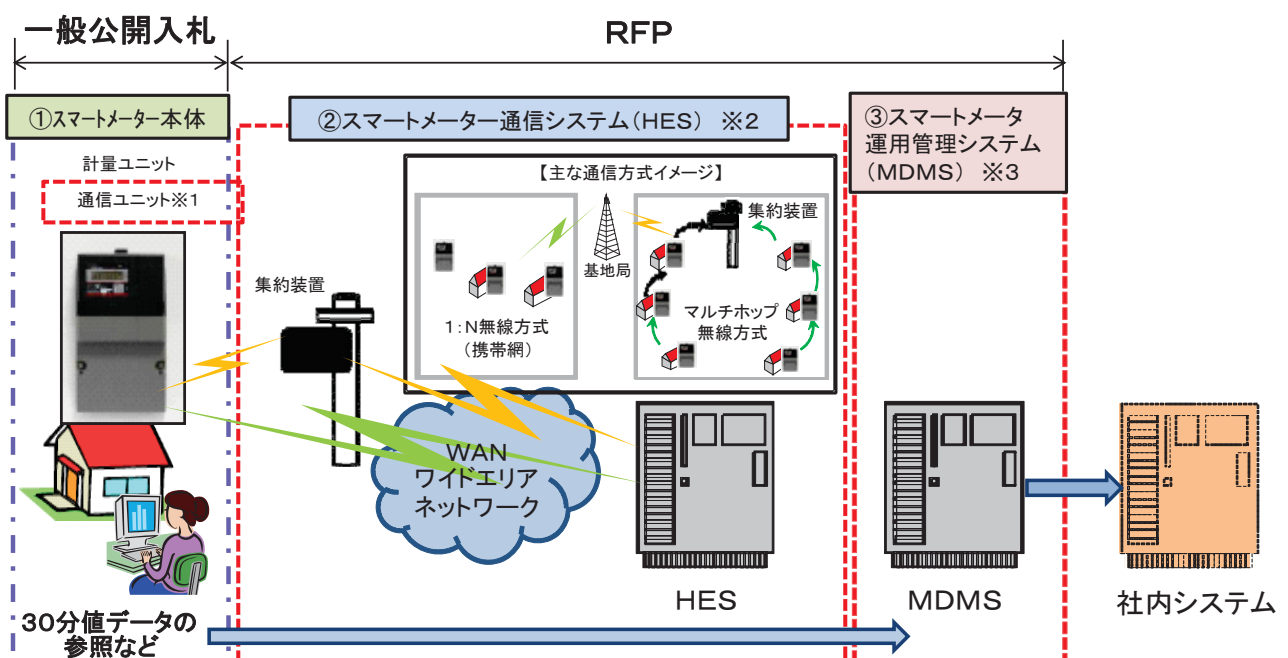 一般公開入札
RFP
①スマートメーター本体
②スマートメーター通信システム(HES) ※2
③スマートメータ
運用管理システム
(MDMS) ※3
計量ユニット
通信ユニット※1
【主な通信方式イメージ】
集約装置
基地局
1:N無線方式
(携帯網)
マルチホップ
無線方式
集約装置
WAN
ワイドエリア
ネットワーク
HES
MDMS
社内システム
30分値データの
参照など